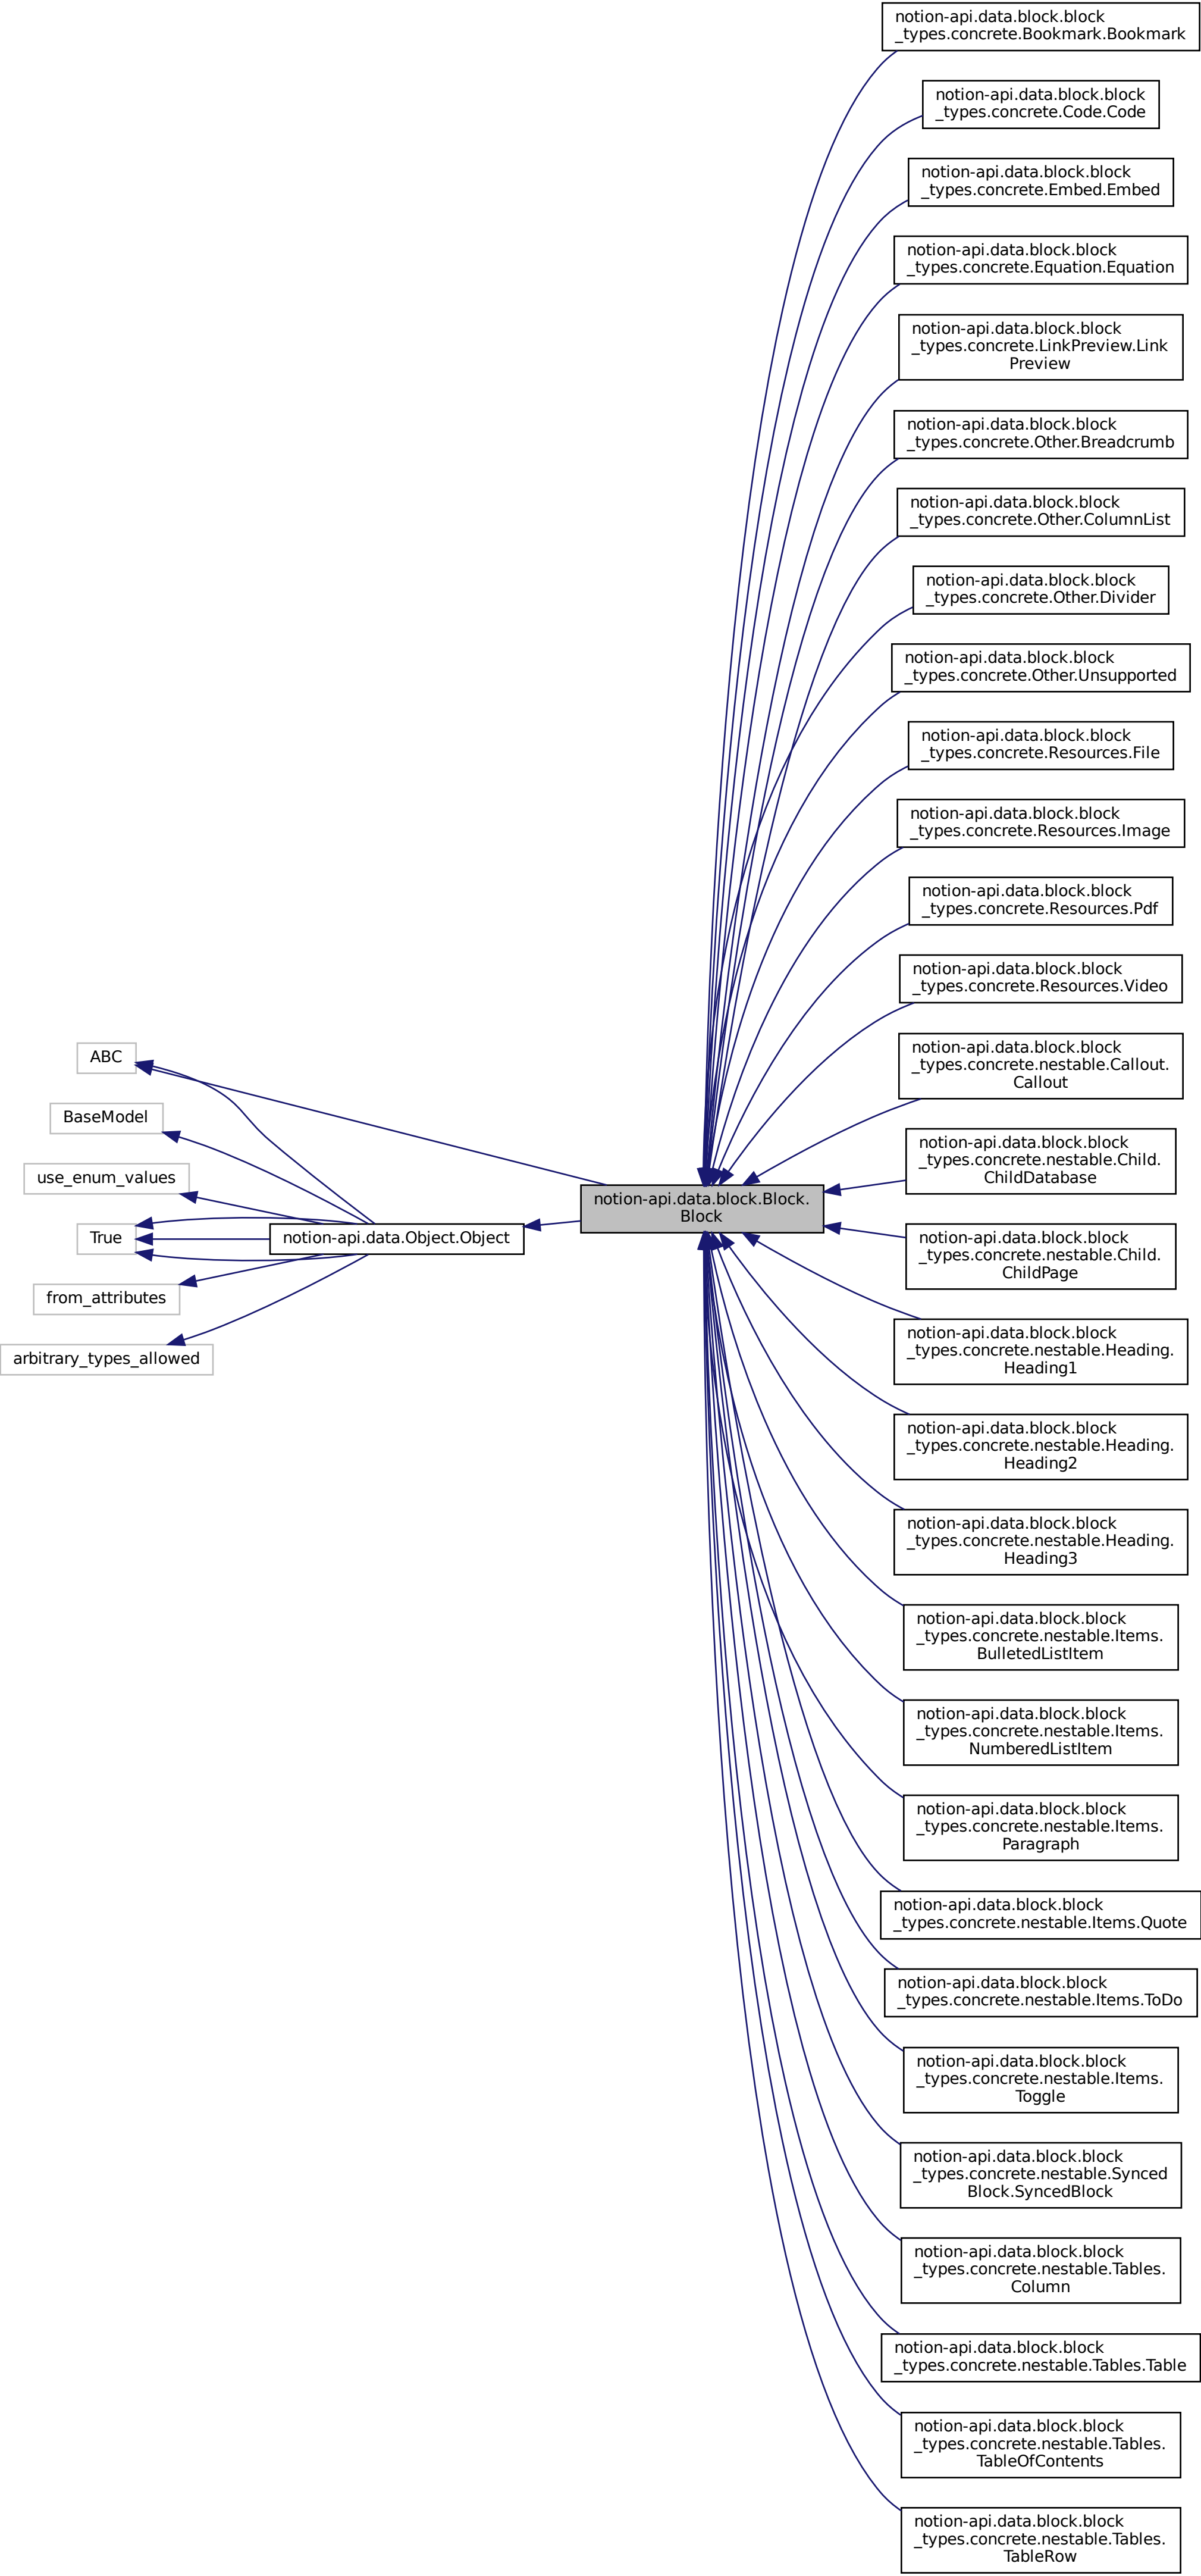 ABC
BaseModel
use_enum_values
True
from_attributes
arbitrary_types_allowed
notion-api.data.Object.Object
notion-api.data.block.Block.
Block
notion-api.data.block.block
_types.concrete.Bookmark.Bookmark
notion-api.data.block.block
_types.concrete.Code.Code
notion-api.data.block.block
_types.concrete.Embed.Embed
notion-api.data.block.block
_types.concrete.Equation.Equation
notion-api.data.block.block
_types.concrete.LinkPreview.Link
Preview
notion-api.data.block.block
_types.concrete.Other.Breadcrumb
notion-api.data.block.block
_types.concrete.Other.ColumnList
notion-api.data.block.block
_types.concrete.Other.Divider
notion-api.data.block.block
_types.concrete.Other.Unsupported
notion-api.data.block.block
_types.concrete.Resources.File
notion-api.data.block.block
_types.concrete.Resources.Image
notion-api.data.block.block
_types.concrete.Resources.Pdf
notion-api.data.block.block
_types.concrete.Resources.Video
notion-api.data.block.block
_types.concrete.nestable.Callout.
Callout
notion-api.data.block.block
_types.concrete.nestable.Child.
ChildDatabase
notion-api.data.block.block
_types.concrete.nestable.Child.
ChildPage
notion-api.data.block.block
_types.concrete.nestable.Heading.
Heading1
notion-api.data.block.block
_types.concrete.nestable.Heading.
Heading2
notion-api.data.block.block
_types.concrete.nestable.Heading.
Heading3
notion-api.data.block.block
_types.concrete.nestable.Items.
BulletedListItem
notion-api.data.block.block
_types.concrete.nestable.Items.
NumberedListItem
notion-api.data.block.block
_types.concrete.nestable.Items.
Paragraph
notion-api.data.block.block
_types.concrete.nestable.Items.Quote
notion-api.data.block.block
_types.concrete.nestable.Items.ToDo
notion-api.data.block.block
_types.concrete.nestable.Items.
Toggle
notion-api.data.block.block
_types.concrete.nestable.Synced
Block.SyncedBlock
notion-api.data.block.block
_types.concrete.nestable.Tables.
Column
notion-api.data.block.block
_types.concrete.nestable.Tables.Table
notion-api.data.block.block
_types.concrete.nestable.Tables.
TableOfContents
notion-api.data.block.block
_types.concrete.nestable.Tables.
TableRow